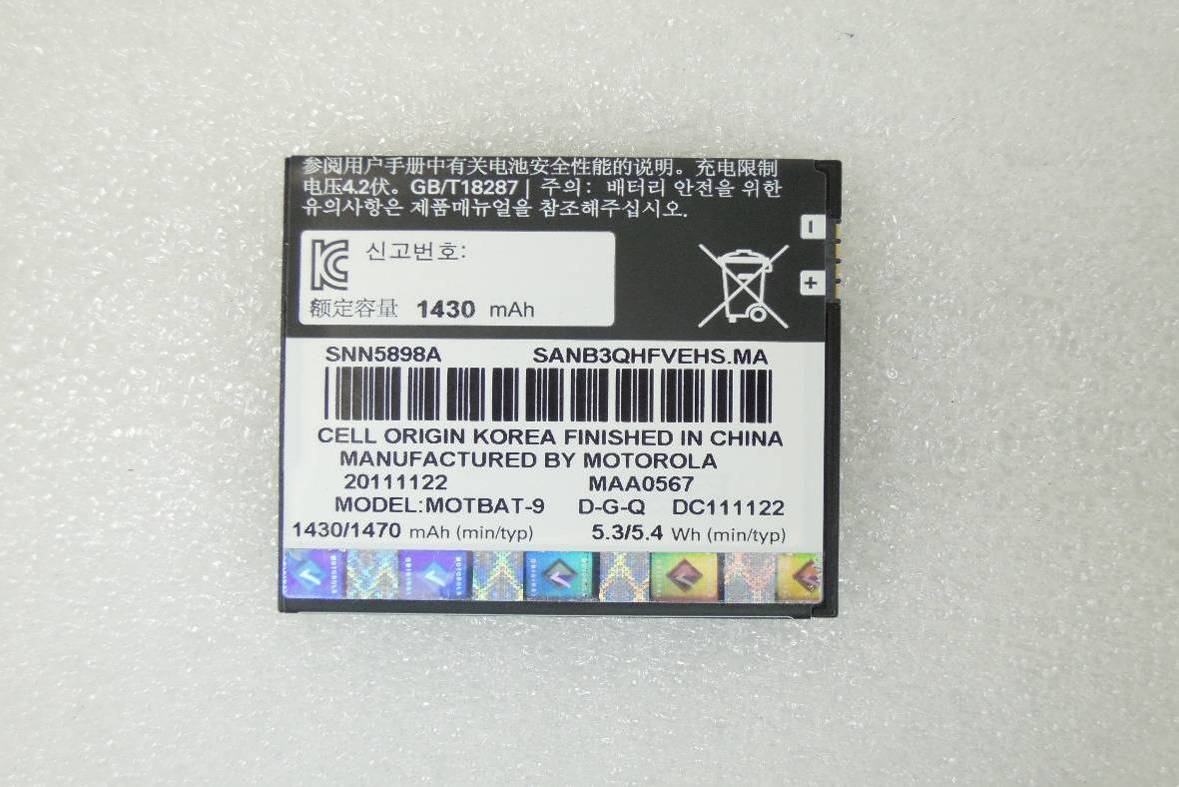 参阅用户手册中有关电池安全性能的说明。充电限制
电压4.2伏。GB/T18287 | 주의: 배터리 안전을 위한
유의사항은 제품매뉴얼을 참조해주십시오.
신고번호:
额定容量 1430 mAh
- 
+
SNN5898A SANB3QHFVEHS.MA
CELL ORIGIN KOREA FINISHED IN CHINA
MANUFACTURED BY MOTOROLA
20111122 MAA0567
MODEL:MOTBAT-9 D-G-Q DC111122
1430/1470 mAh (min/typ) 5.3/5.4 Wh (min/typ)